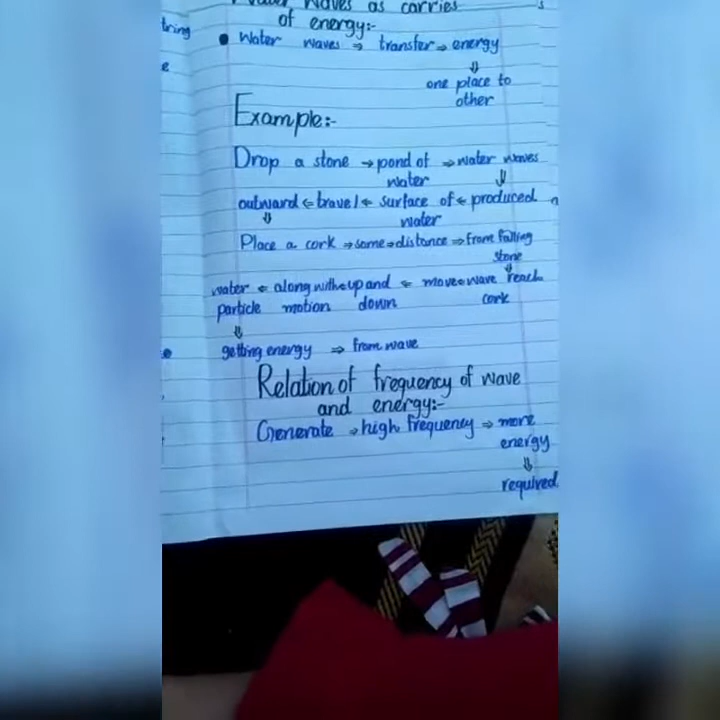 Water Waves as carries
of energy:-
• Water waves ⇒ transfer ⇒ energy
⇓
one place to
other
Example:-
Drop a stone → pond of → water waves
water ⇓
outward ⇐ travel ← surface of ← produced
⇓ water
Place a cork ⇒ some ⇒ distance ⇒ from falling
stone
water ⇐ along with ⇐ up and ⇐ move ⇐ wave reach
particle motion down cork
⇓
getting energy ⇒ from wave
Relation of frequency of wave
and energy:-
Generate → high frequency ⇒ more
energy
⇓
required.
tring
e
s